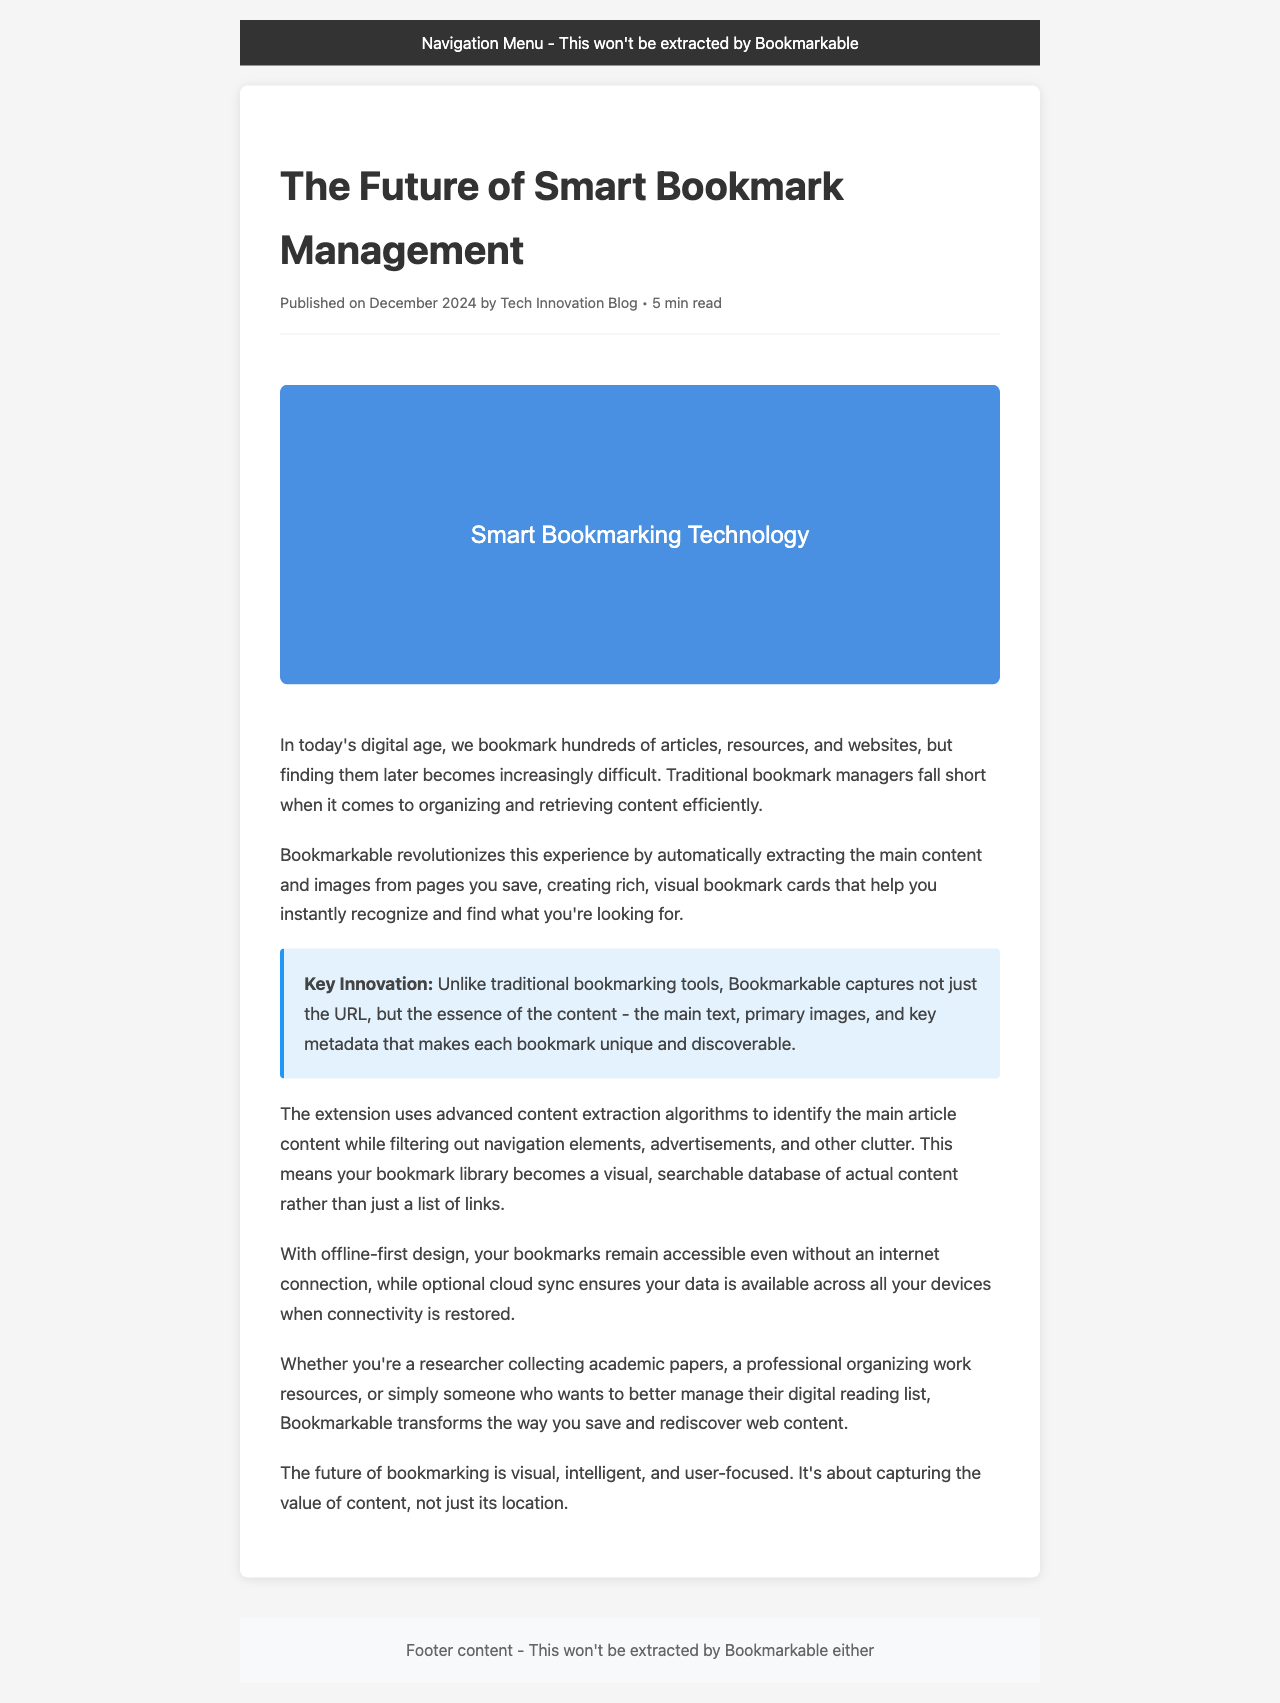 Navigation Menu - This won't be extracted by Bookmarkable
The Future of Smart Bookmark
Management
Published on December 2024 by Tech Innovation Blog • 5 min read
Smart Bookmarking Technology
In today's digital age, we bookmark hundreds of articles, resources, and websites, but
finding them later becomes increasingly difficult. Traditional bookmark managers fall short
when it comes to organizing and retrieving content efficiently.
Bookmarkable revolutionizes this experience by automatically extracting the main content
and images from pages you save, creating rich, visual bookmark cards that help you
instantly recognize and find what you're looking for.
Key Innovation: Unlike traditional bookmarking tools, Bookmarkable captures not just
the URL, but the essence of the content - the main text, primary images, and key
metadata that makes each bookmark unique and discoverable.
The extension uses advanced content extraction algorithms to identify the main article
content while filtering out navigation elements, advertisements, and other clutter. This
means your bookmark library becomes a visual, searchable database of actual content
rather than just a list of links.
With offline-first design, your bookmarks remain accessible even without an internet
connection, while optional cloud sync ensures your data is available across all your devices
when connectivity is restored.
Whether you're a researcher collecting academic papers, a professional organizing work
resources, or simply someone who wants to better manage their digital reading list,
Bookmarkable transforms the way you save and rediscover web content.
The future of bookmarking is visual, intelligent, and user-focused. It's about capturing the
value of content, not just its location.
Footer content - This won't be extracted by Bookmarkable either